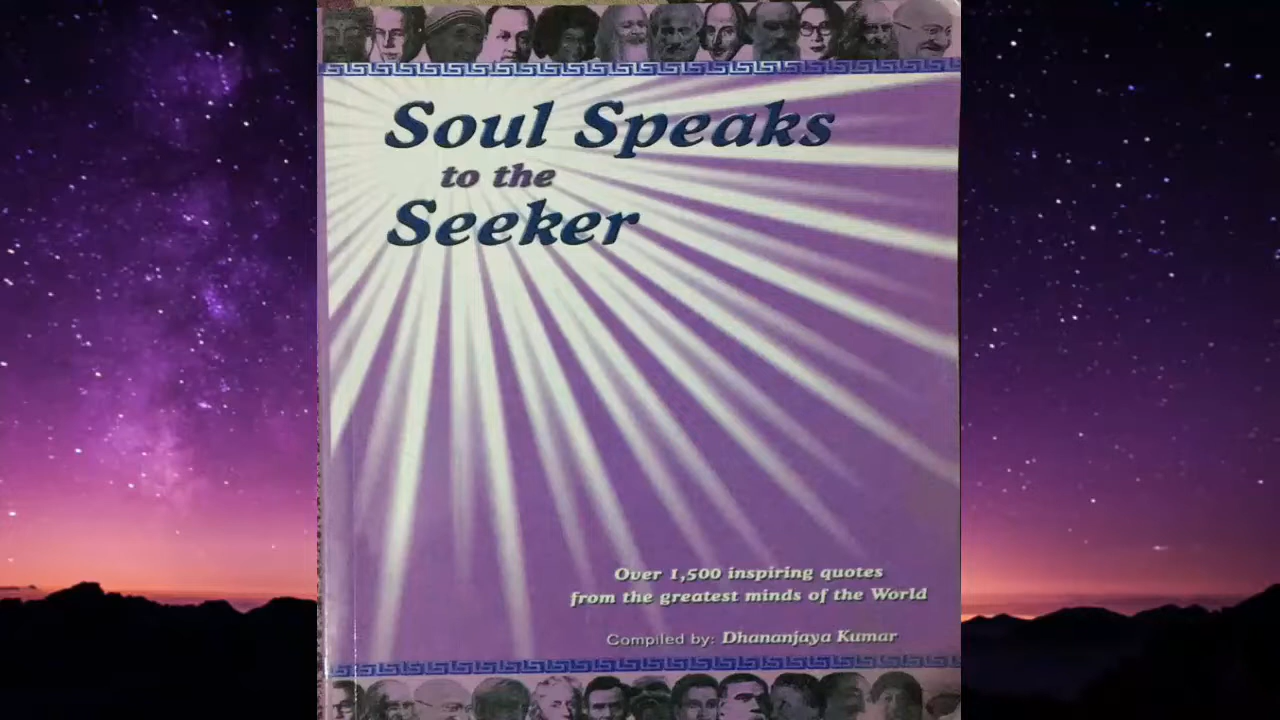 Soul Speaks
to the
Seeker
Over 1,500 inspiring quotes
from the greatest minds of the World
Compiled by: Dhananjaya Kumar